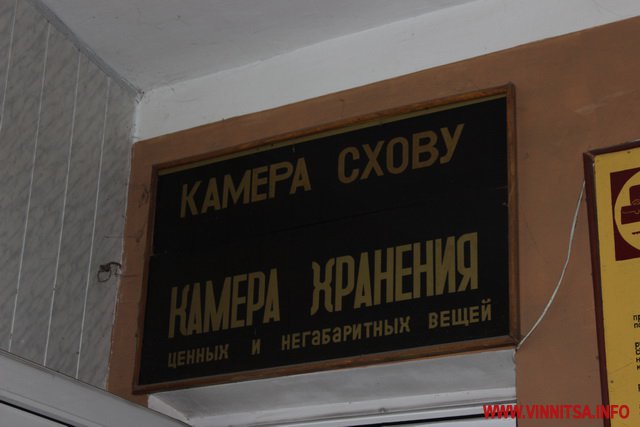 КАМЕРА СХОВУ
КАМЕРА ХРАНЕНИЯ
ЦЕННЫХ И НЕГАБАРИТНЫХ ВЕЩЕЙ
WWW.VINNITSA.INFO